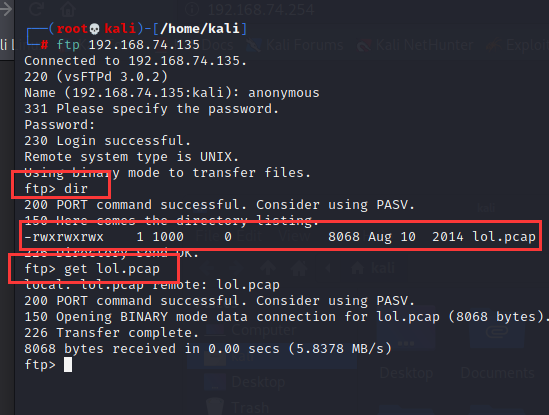 192.168.74.254
Kali Forums
Kali NetHunter
Exploi
┌──(root💀kali)-[/home/kali]
└─# ftp 192.168.74.135
Connected to 192.168.74.135.
220 (vsFTPd 3.0.2)
Name (192.168.74.135:kali): anonymous
331 Please specify the password.
Password:
230 Login successful.
Remote system type is UNIX.
Using binary mode to transfer files.
ftp> dir
200 PORT command successful. Consider using PASV.
150 Here comes the directory listing.
-rwxrwxrwx    1 1000     0            8068 Aug 10  2014 lol.pcap
226 Directory send OK.
ftp> get lol.pcap
local: lol.pcap remote: lol.pcap
200 PORT command successful. Consider using PASV.
150 Opening BINARY mode data connection for lol.pcap (8068 bytes).
226 Transfer complete.
8068 bytes received in 0.00 secs (5.8378 MB/s)
ftp>
kali
Computer
Desktop
Desktop
Documents
Trash